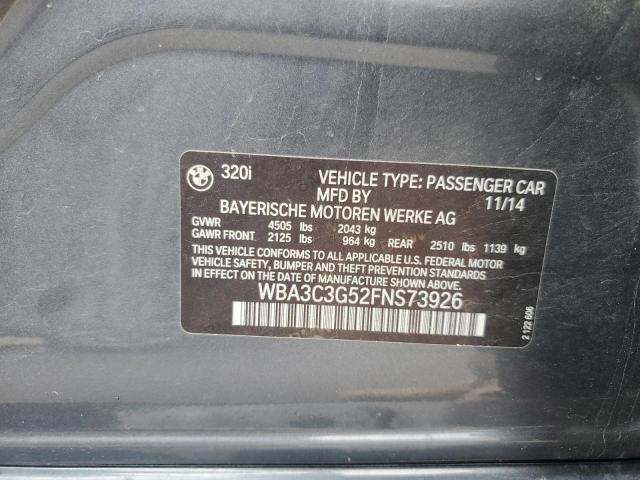 BMW
320i VEHICLE TYPE: PASSENGER CAR
MFD BY 11/14
BAYERISCHE MOTOREN WERKE AG
GVWR 4505 lbs 2043 kg
GAWR FRONT 2125 lbs 964 kg REAR 2510 lbs 1139 kg
THIS VEHICLE CONFORMS TO ALL APPLICABLE U.S. FEDERAL MOTOR
VEHICLE SAFETY, BUMPER AND THEFT PREVENTION STANDARDS IN
EFFECT ON THE DATE OF MANUFACTURE SHOWN ABOVE.
WBA3C3G52FNS73926
2 122 606